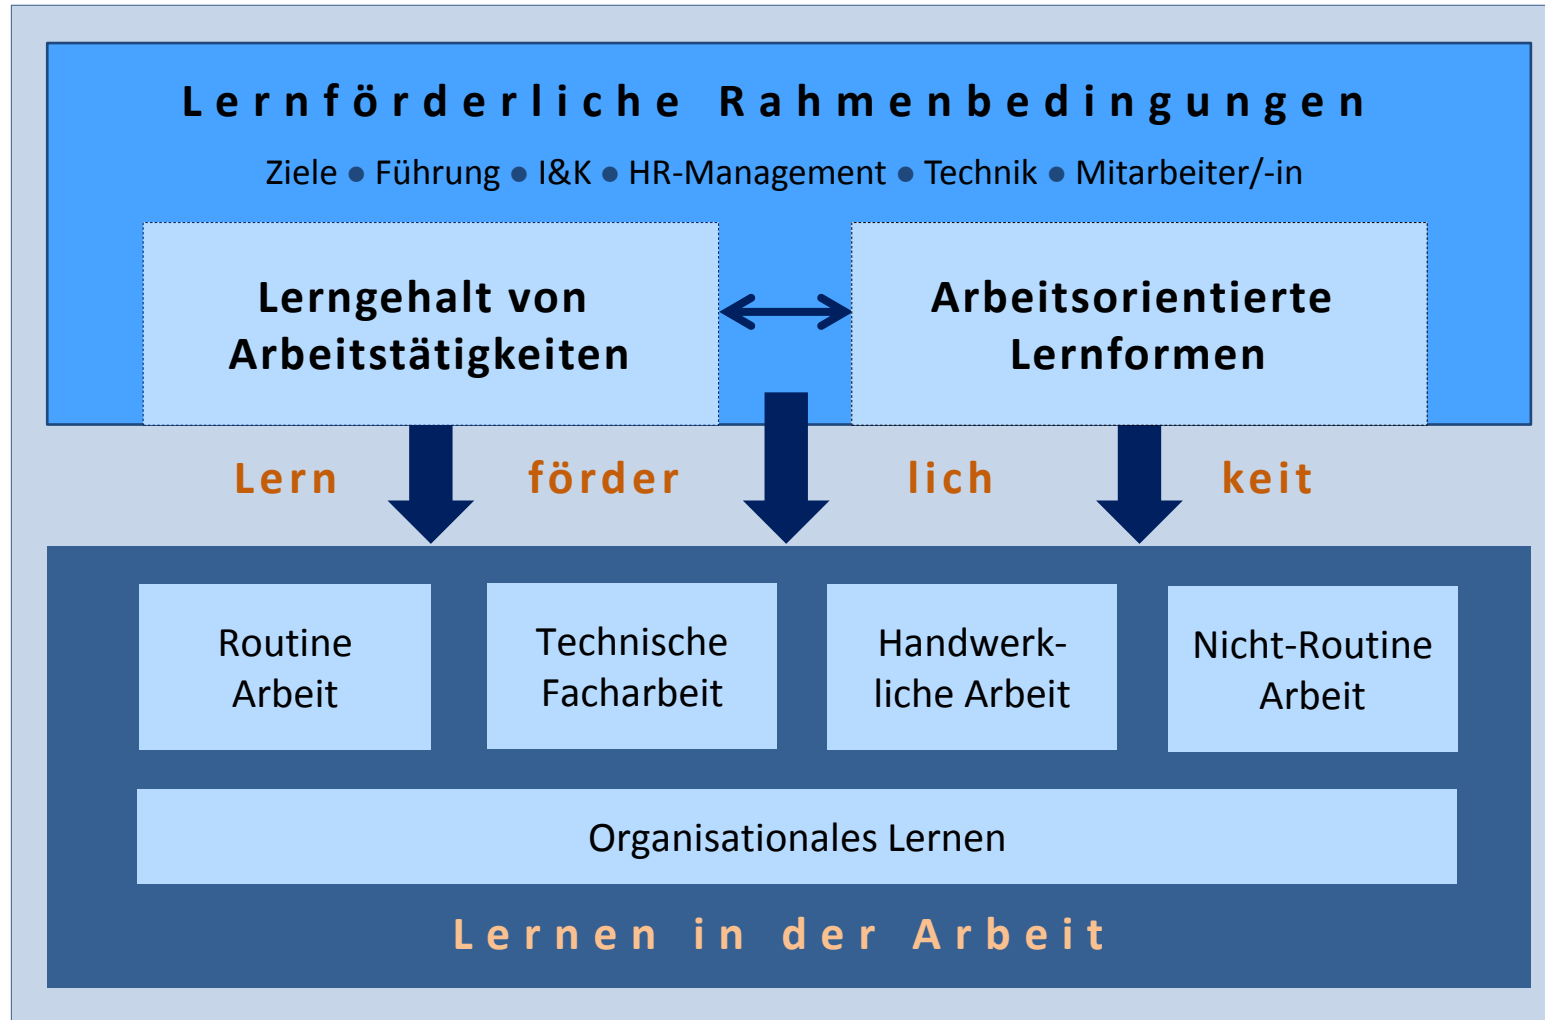 Lernförderliche Rahmenbedingungen
Ziele ● Führung ● I&K ● HR-Management ● Technik ● Mitarbeiter/-in
Lerngehalt von
Arbeitstätigkeiten
Arbeitsorientierte
Lernformen
Lern förder lich keit
Routine
Arbeit
Technische
Facharbeit
Handwerk-
liche Arbeit
Nicht-Routine
Arbeit
Organisationales Lernen
Lernen in der Arbeit